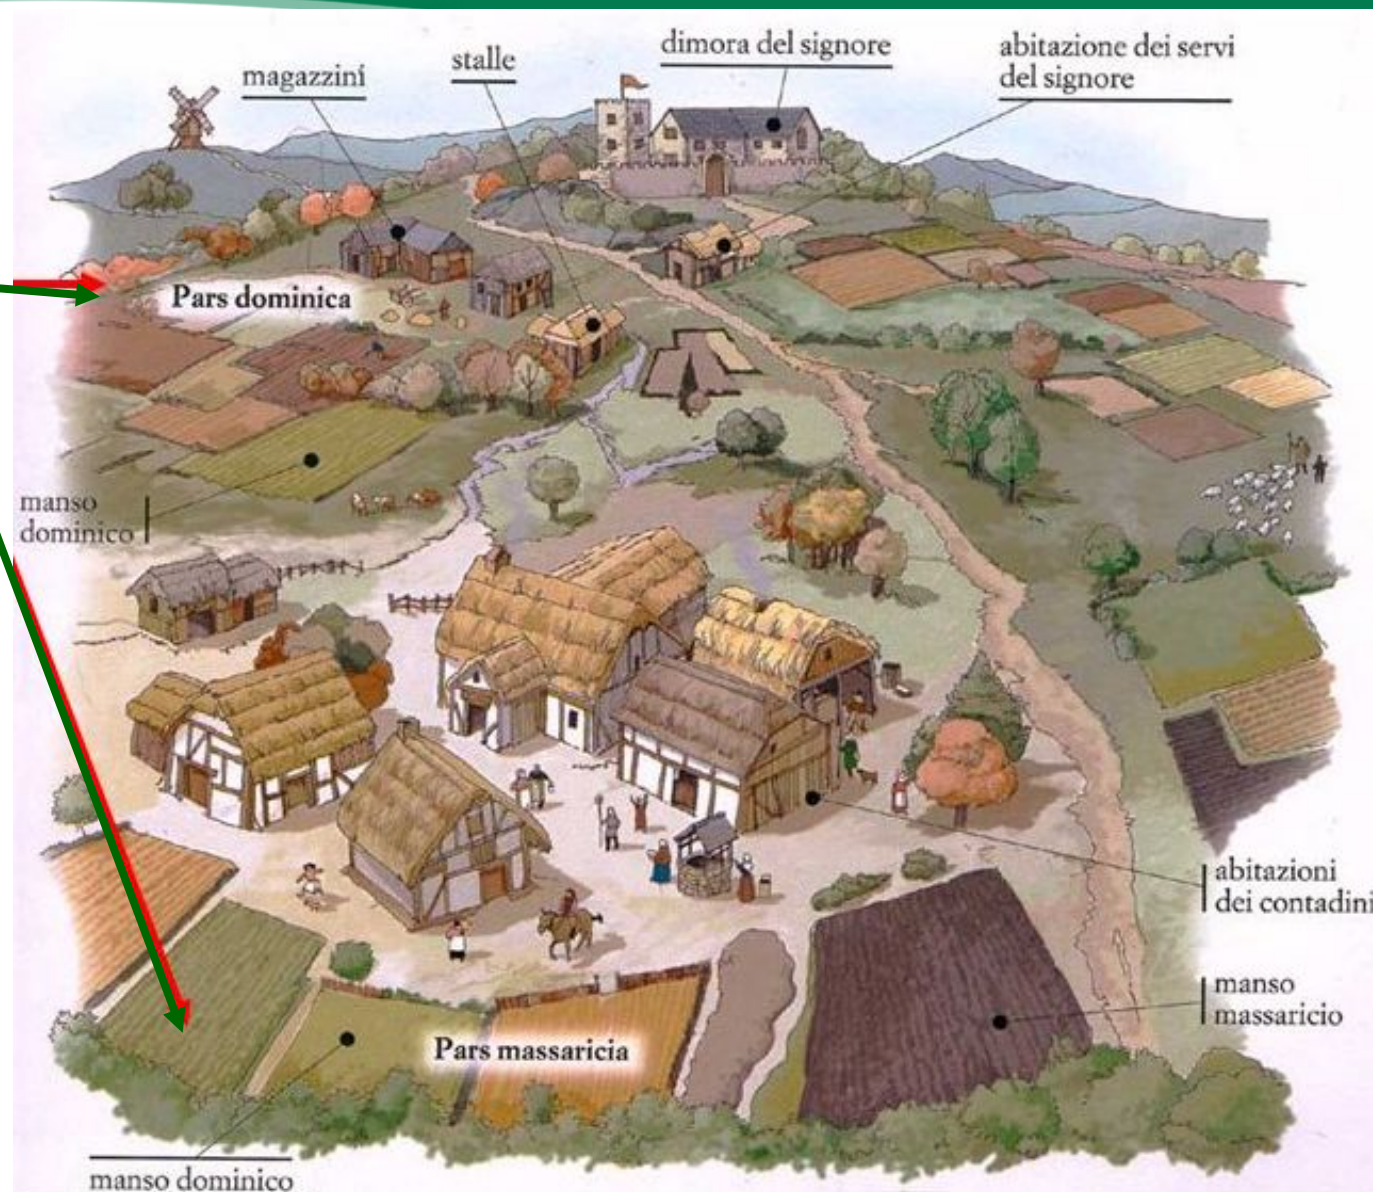 dimora del signore
abitazione dei servi
del signore
stalle
magazzini
Pars dominica
manso
dominico
abitazioni
dei contadini
manso
massaricio
Pars massaricia
manso dominico